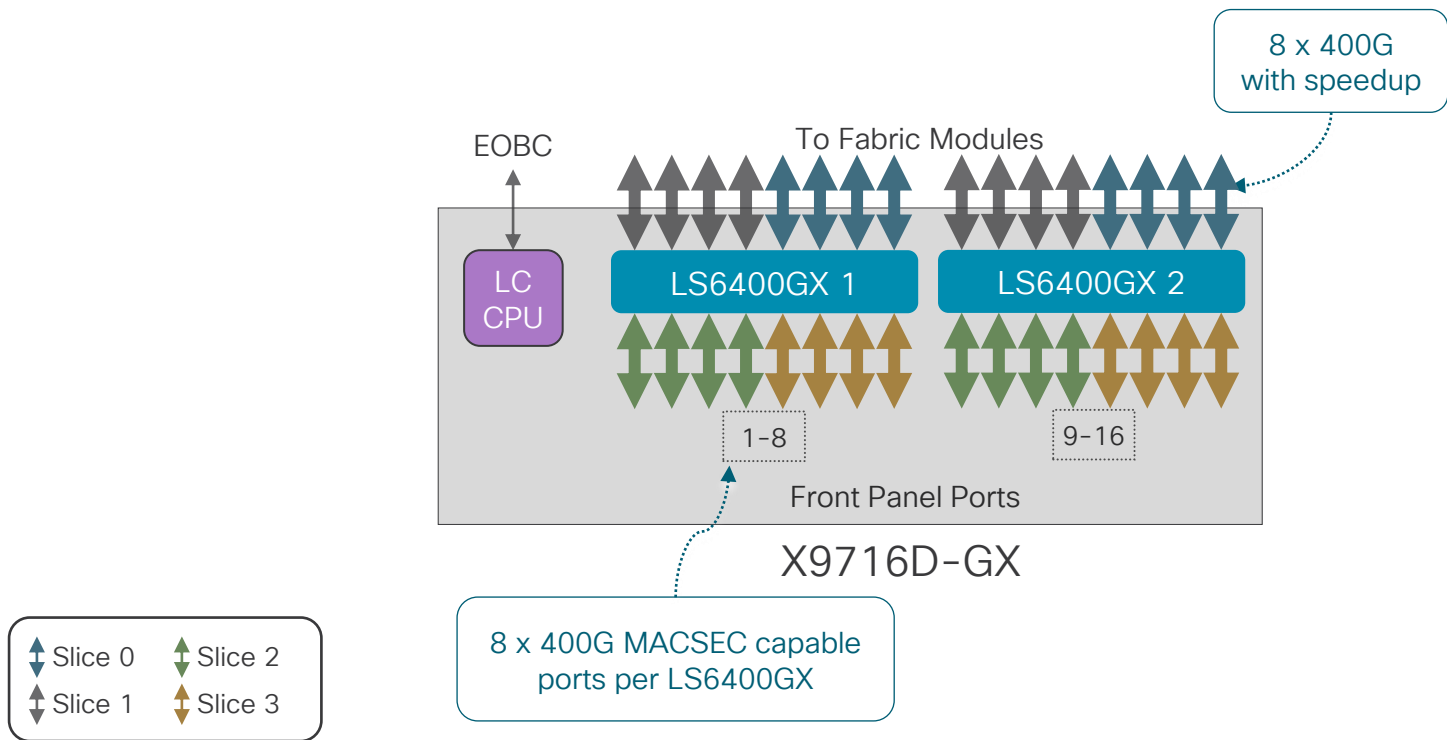 8 x 400G
with speedup
EOBC
To Fabric Modules
LC
CPU
LS6400GX 1
LS6400GX 2
1-8
9-16
Front Panel Ports
X9716D-GX
8 x 400G MACSEC capable
ports per LS6400GX
Slice 0
Slice 2
Slice 1
Slice 3